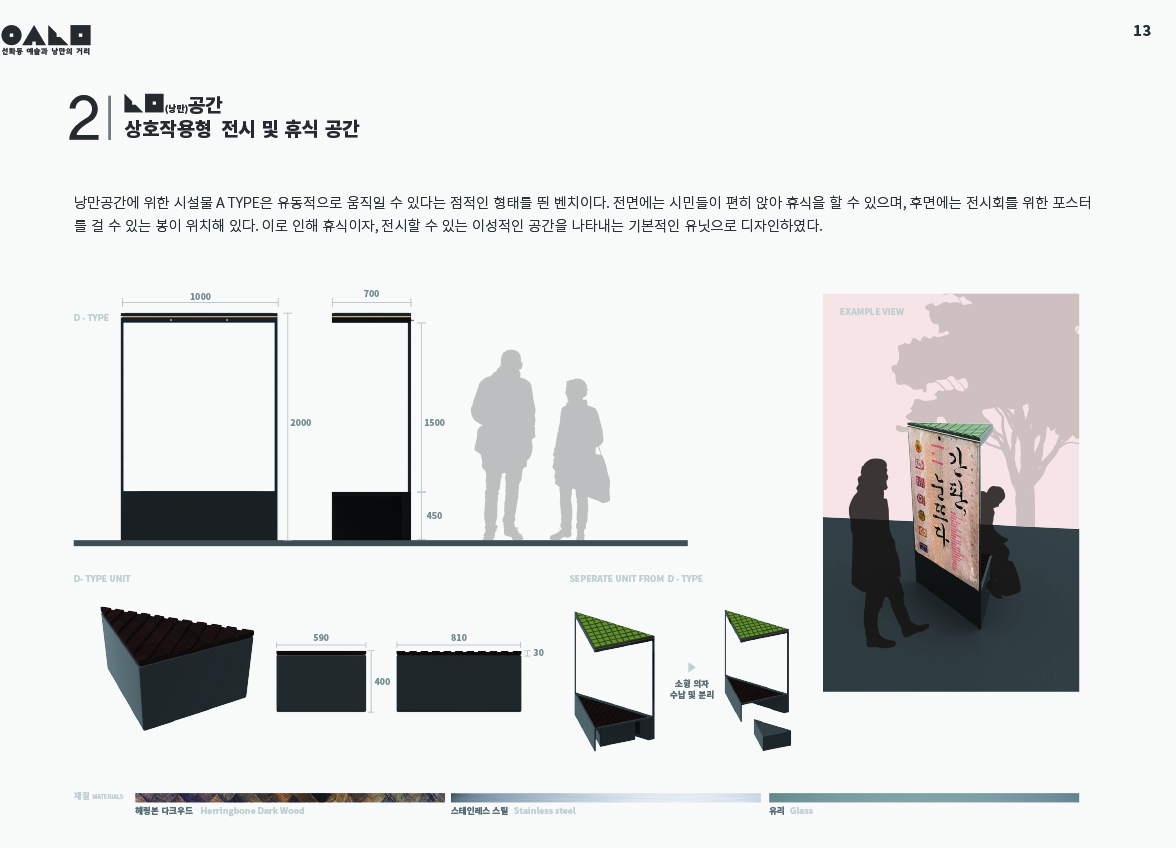 13
선화동 예술과 낭만의 거리
2
(낭만)공간
상호작용형 전시 및 휴식 공간
낭만공간에 위한 시설물 A TYPE은 유동적으로 움직일 수 있다는 점적인 형태를 띈 벤치이다. 전면에는 시민들이 편히 앉아 휴식을 할 수 있으며, 후면에는 전시회를 위한 포스터
를 걸 수 있는 봉이 위치해 있다. 이로 인해 휴식이자, 전시할 수 있는 이성적인 공간을 나타내는 기본적인 유닛으로 디자인하였다.
D - TYPE
1000
700
2000
1500
450
EXAMPLE VIEW
D- TYPE UNIT
590
810
30
400
SEPERATE UNIT FROM D - TYPE
소형 의자
수납 및 분리
재질 MATERIALS
헤링본 다크우드 Herringbone Dark Wood
스테인레스 스틸 Stainless steel
유리 Glass